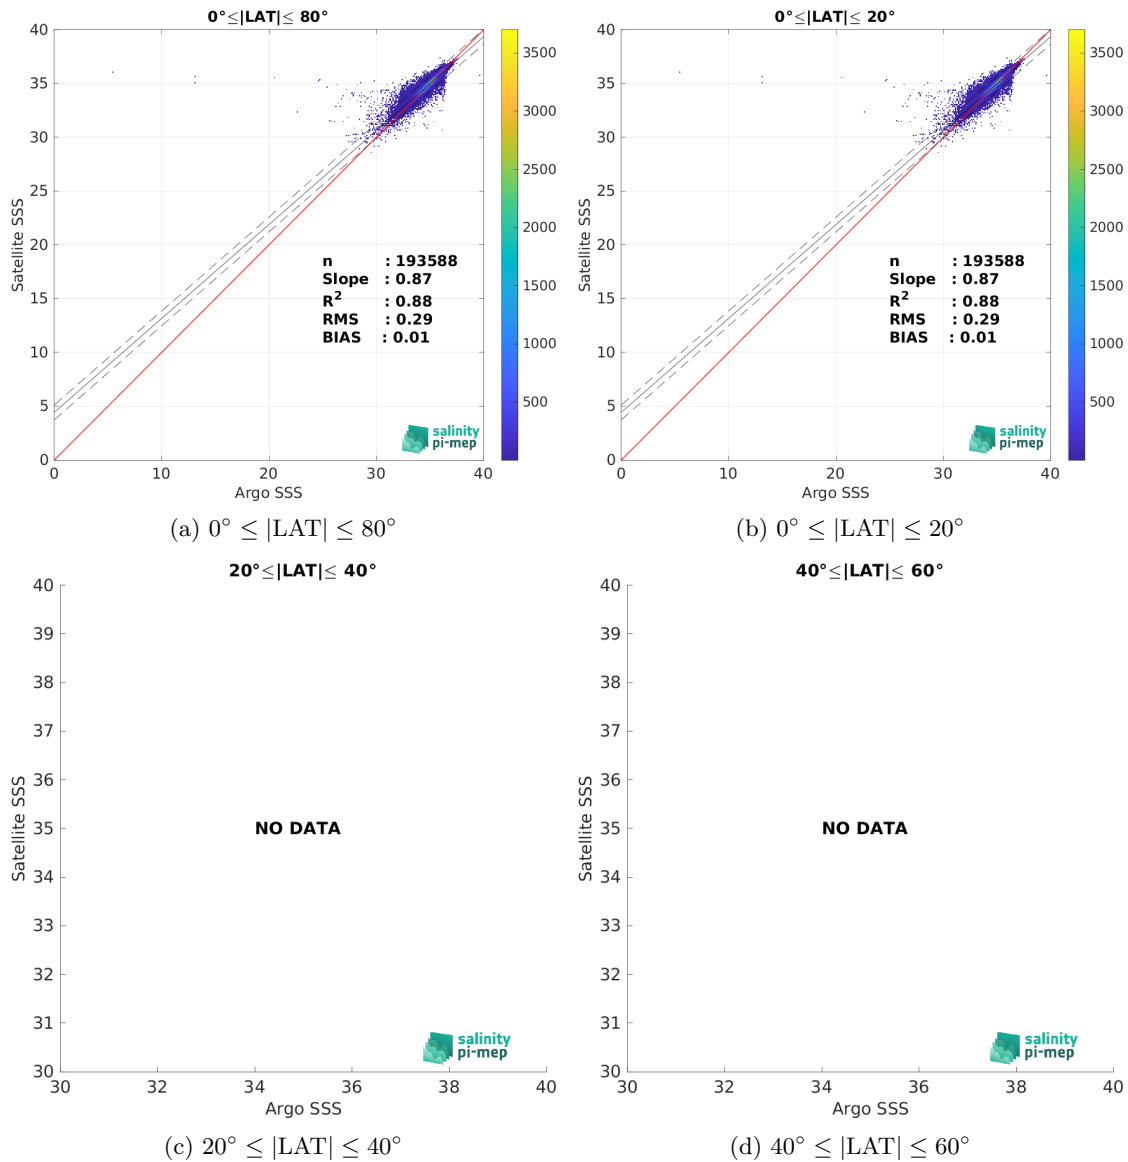 0°≤|LAT|≤ 80°
40
35
30
25
20
15
10
5
0
Satellite SSS
0
10
20
30
40
Argo SSS
n : 193588
Slope : 0.87
R² : 0.88
RMS : 0.29
BIAS : 0.01
salinity
pi-mep
3500
3000
2500
2000
1500
1000
500
(a) 0° ≤ |LAT| ≤ 80°
0°≤|LAT|≤ 20°
40
35
30
25
20
15
10
5
0
Satellite SSS
0
10
20
30
40
Argo SSS
n : 193588
Slope : 0.87
R² : 0.88
RMS : 0.29
BIAS : 0.01
salinity
pi-mep
3500
3000
2500
2000
1500
1000
500
(b) 0° ≤ |LAT| ≤ 20°
20°≤|LAT|≤ 40°
40
39
38
37
36
35
34
33
32
31
30
Satellite SSS
NO DATA
salinity
pi-mep
30
32
34
36
38
40
Argo SSS
(c) 20° ≤ |LAT| ≤ 40°
40°≤|LAT|≤ 60°
40
39
38
37
36
35
34
33
32
31
30
Satellite SSS
NO DATA
salinity
pi-mep
30
32
34
36
38
40
Argo SSS
(d) 40° ≤ |LAT| ≤ 60°